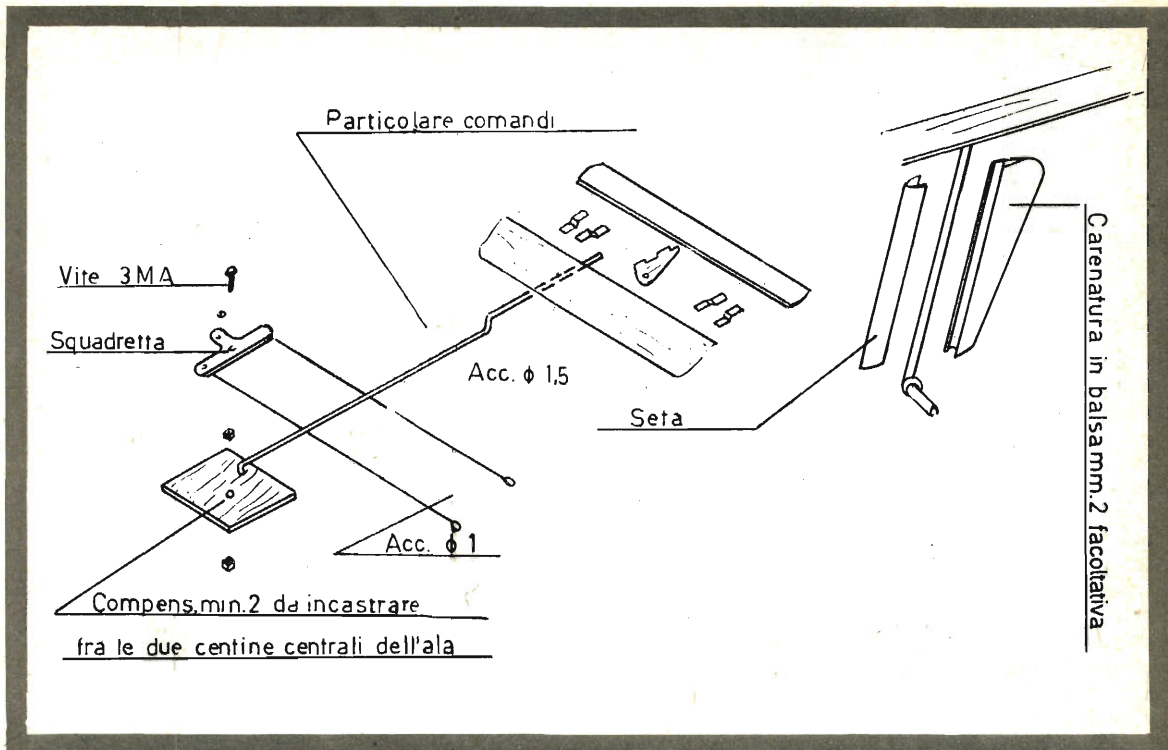 Particolare comandi
Vite 3MA
Squadretta
Acc. ϕ 1,5
Seta
Acc. ϕ 1
Compens. min. 2 da incastrare
fra le due centine centrali dell'ala
Carenatura in balsa mm. 2 facoltativa